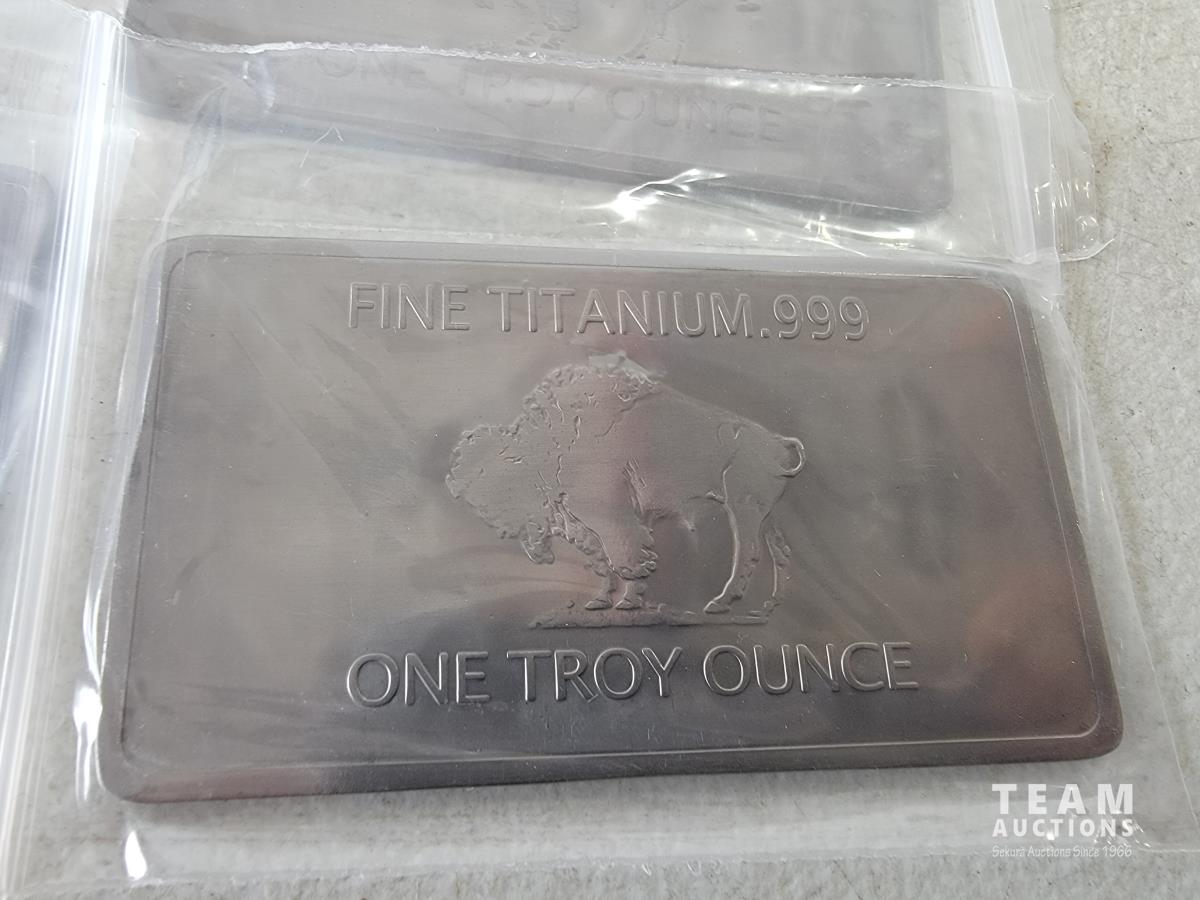 ONE TROY OUNCE
FINE TITANIUM.999
ONE TROY OUNCE
TEAM
AUCTIONS
Sekura Auctions Since 1966